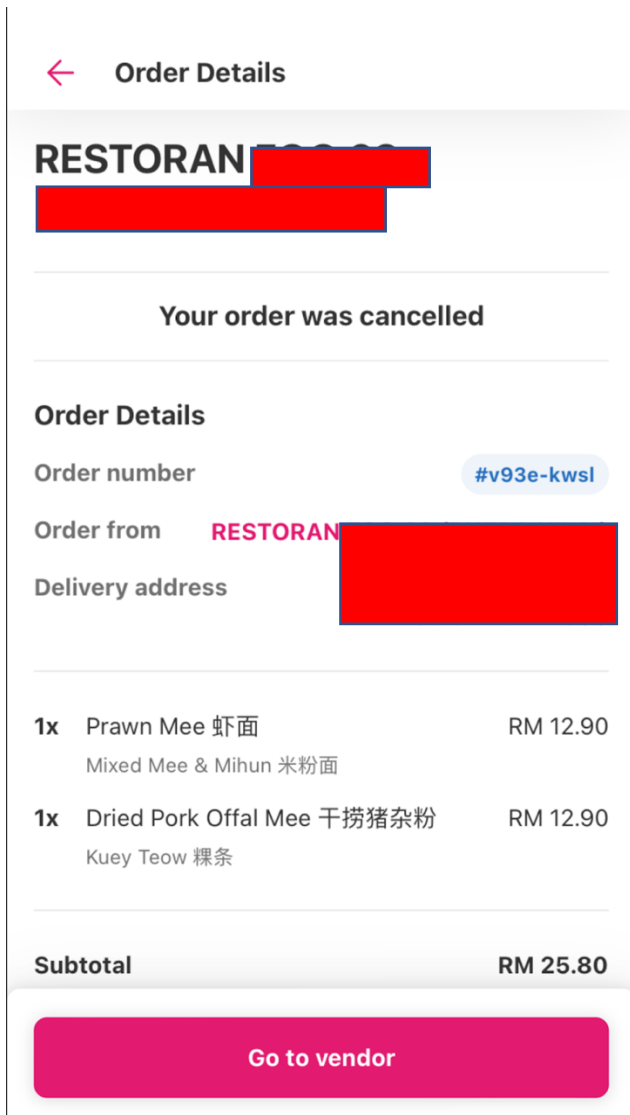 Order Details
RESTORAN
Your order was cancelled
Order Details
Order number #v93e-kwsl
Order from RESTORAN
Delivery address
1x Prawn Mee 虾面 RM 12.90
Mixed Mee & Mihun 米粉面
1x Dried Pork Offal Mee 干捞猪杂粉 RM 12.90
Kuey Teow 粿条
Subtotal RM 25.80
Go to vendor